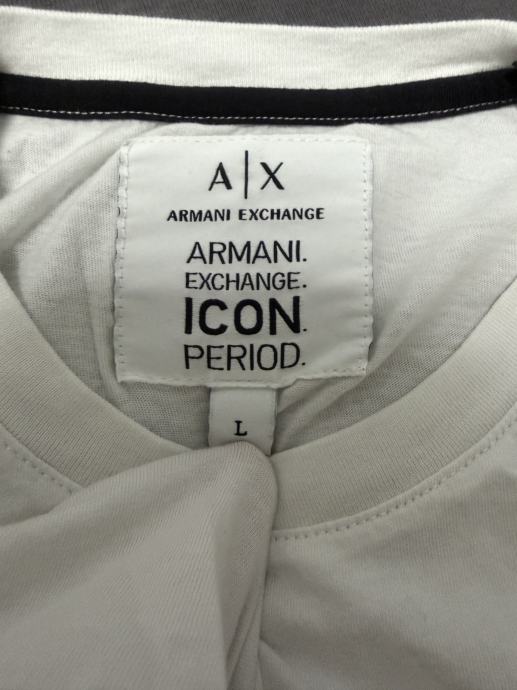 A|X
ARMANI EXCHANGE
ARMANI.
EXCHANGE.
ICON.
PERIOD.
L